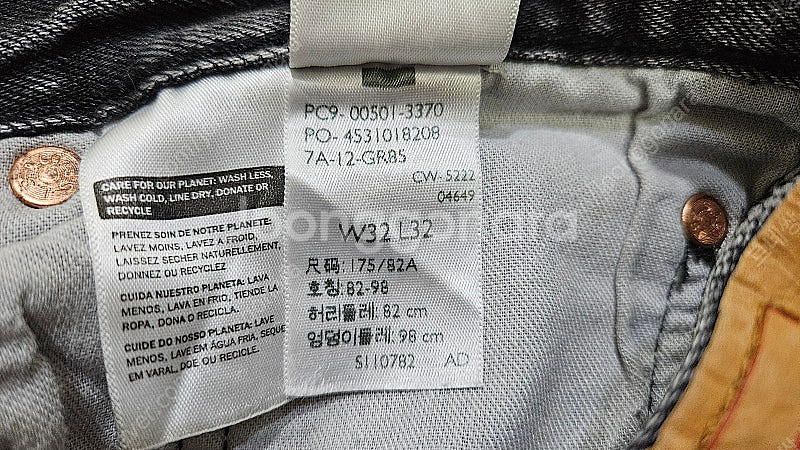 CARE FOR OUR PLANET: WASH LESS,
WASH COLD, LINE DRY, DONATE OR
RECYCLE
PRENEZ SOIN DE NOTRE PLANETE:
LAVEZ MOINS, LAVEZ A FROID,
LAISSEZ SECHER NATURELLEMENT,
DONNEZ OU RECYCLEZ
CUIDA NUESTRO PLANETA: LAVA
MENOS, LAVA EN FRIO, TIENDE LA
ROPA, DONA O RECICLA.
CUIDE DO NOSSO PLANETA: LAVE
MENOS, LAVE EM ÁGUA FRIA, SEQUE
EM VARAL, DOE OU RECICLE.
PC9- 00501-3370
PO- 4531018208
7A-12-GR85
CW-5222
04649
W32 L32
尺码: 175/82A
호칭: 82-98
허리둘레: 82 cm
엉덩이둘레: 98 cm
S110782 AD